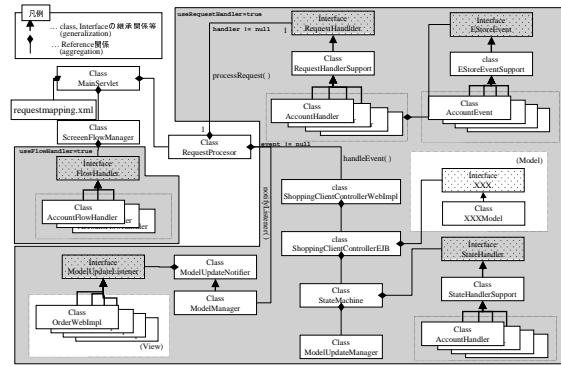 凡例
… class, Interfaceの継承関係等
(generalization)
… Reference関係
(aggregation)
useRequestHandler=true
handler != null
1
Interface
RequestHandlder
Interface
EStoreEvent
processRequest( )
Class
RequestHandlerSupport
Class
EStoreEventSupport
Class
MainServlet
requestmapping.xml
Class
AccountHandler
Class
AccountEvent
Class
ScreenFlowManager
1
Class
RequestProcesor
event != null
useFlowHandler=true
Interface
FlowHandler
handleEvent( )
(Model)
Class
AccountFlowHandler
Class
ShoppingClientControllerWebImpl
Interface
XXX
Class
XXXModel
notifyListener( )
Class
ShoppingClientControllerEJB
Interface
StateHandler
Interface
ModelUpdateListener
Class
ModelUpdateNotifier
Class
StateMachine
Class
StateHandlerSupport
Class
ModelManager
Class
OrderWebImpl
(View)
Class
ModelUpdateManager
Class
AccountHandler